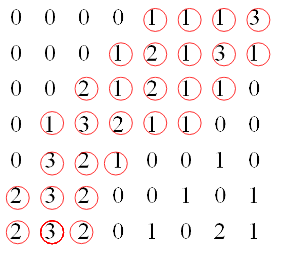 0 0 0 0 1 1 1 3
0 0 0 1 2 1 3 1
0 0 2 1 2 1 1 0
0 1 3 2 1 1 0 0
0 3 2 1 0 0 1 0
2 3 2 0 0 1 0 1
2 3 2 0 1 0 2 1